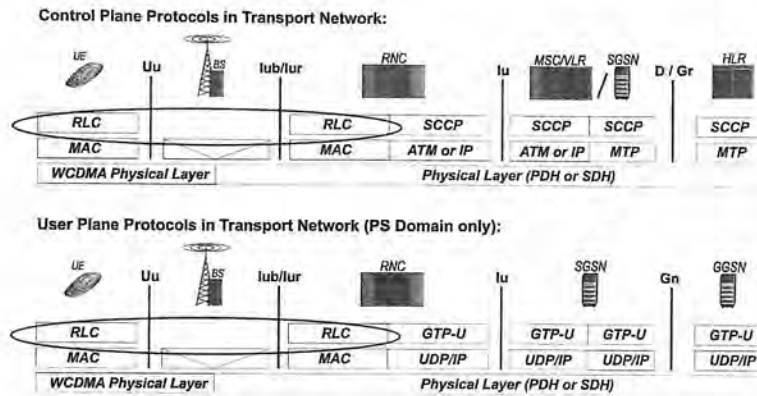 Control Plane Protocols in Transport Network:
UE Uu BS Iub/Iur RNC Iu MSC/VLR / SGSN D / Gr HLR
RLC RLC SCCP SCCP SCCP SCCP
MAC MAC ATM or IP ATM or IP MTP MTP
WCDMA Physical Layer Physical Layer (PDH or SDH)
User Plane Protocols in Transport Network (PS Domain only):
UE Uu BS Iub/Iur RNC Iu SGSN Gn GGSN
RLC RLC GTP-U GTP-U GTP-U GTP-U
MAC MAC UDP/IP UDP/IP UDP/IP UDP/IP
WCDMA Physical Layer Physical Layer (PDH or SDH)